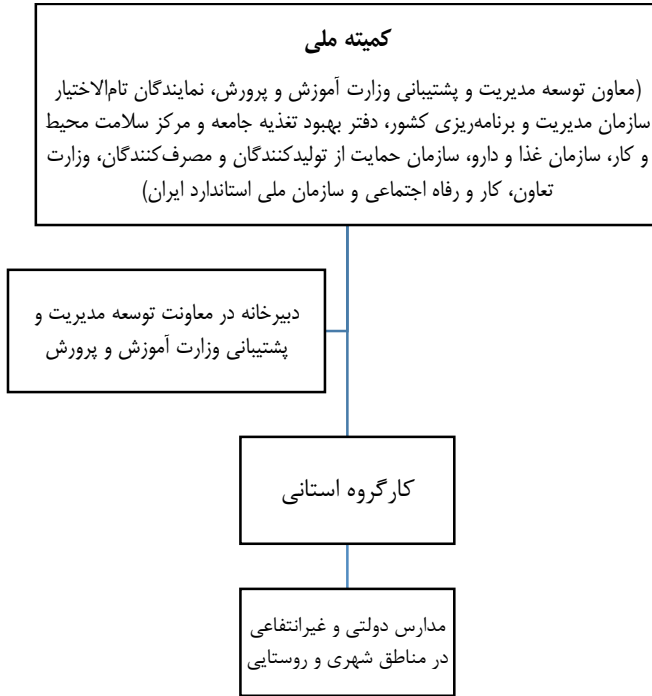 کمیته ملی
(معاون توسعه مدیریت و پشتیبانی وزارت آموزش و پرورش، نمایندگان تام‌الاختیار
سازمان مدیریت و برنامه‌ریزی کشور، دفتر بهبود تغذیه جامعه و مرکز سلامت محیط
و کار، سازمان غذا و دارو، سازمان حمایت از تولیدکنندگان و مصرف‌کنندگان، وزارت
تعاون، کار و رفاه اجتماعی و سازمان ملی استاندارد ایران)
دبیرخانه در معاونت توسعه مدیریت و
پشتیبانی وزارت آموزش و پرورش
کارگروه استانی
مدارس دولتی و غیرانتفاعی
در مناطق شهری و روستایی